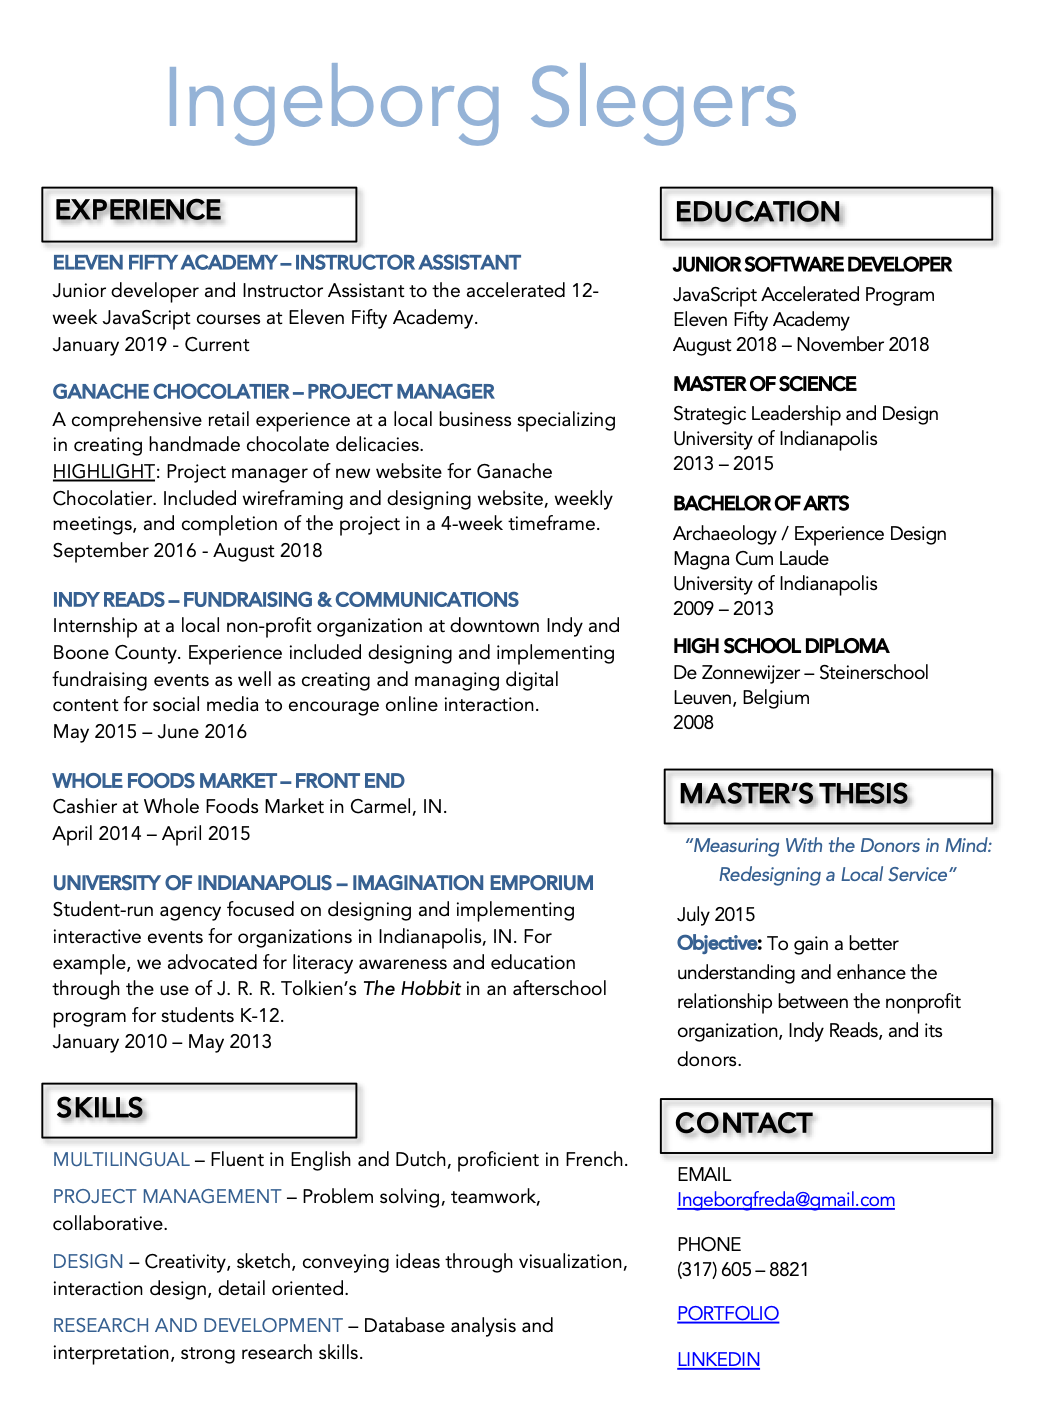 Ingeborg Slegers
EXPERIENCE
ELEVEN FIFTY ACADEMY – INSTRUCTOR ASSISTANT
Junior developer and Instructor Assistant to the accelerated 12-
week JavaScript courses at Eleven Fifty Academy.
January 2019 - Current
GANACHE CHOCOLATIER – PROJECT MANAGER
A comprehensive retail experience at a local business specializing
in creating handmade chocolate delicacies.
HIGHLIGHT: Project manager of new website for Ganache
Chocolatier. Included wireframing and designing website, weekly
meetings, and completion of the project in a 4-week timeframe.
September 2016 - August 2018
INDY READS – FUNDRAISING & COMMUNICATIONS
Internship at a local non-profit organization at downtown Indy and
Boone County. Experience included designing and implementing
fundraising events as well as creating and managing digital
content for social media to encourage online interaction.
May 2015 – June 2016
WHOLE FOODS MARKET – FRONT END
Cashier at Whole Foods Market in Carmel, IN.
April 2014 – April 2015
UNIVERSITY OF INDIANAPOLIS – IMAGINATION EMPORIUM
Student-run agency focused on designing and implementing
interactive events for organizations in Indianapolis, IN. For
example, we advocated for literacy awareness and education
through the use of J. R. R. Tolkien’s The Hobbit in an afterschool
program for students K-12.
January 2010 – May 2013
SKILLS
MULTILINGUAL – Fluent in English and Dutch, proficient in French.
PROJECT MANAGEMENT – Problem solving, teamwork,
collaborative.
DESIGN – Creativity, sketch, conveying ideas through visualization,
interaction design, detail oriented.
RESEARCH AND DEVELOPMENT – Database analysis and
interpretation, strong research skills.
EDUCATION
JUNIOR SOFTWARE DEVELOPER
JavaScript Accelerated Program
Eleven Fifty Academy
August 2018 – November 2018
MASTER OF SCIENCE
Strategic Leadership and Design
University of Indianapolis
2013 – 2015
BACHELOR OF ARTS
Archaeology / Experience Design
Magna Cum Laude
University of Indianapolis
2009 – 2013
HIGH SCHOOL DIPLOMA
De Zonnewijzer – Steinerschool
Leuven, Belgium
2008
MASTER’S THESIS
“Measuring With the Donors in Mind:
Redesigning a Local Service”
July 2015
Objective: To gain a better
understanding and enhance the
relationship between the nonprofit
organization, Indy Reads, and its
donors.
CONTACT
EMAIL
Ingeborgfreda@gmail.com
PHONE
(317) 605 – 8821
PORTFOLIO
LINKEDIN